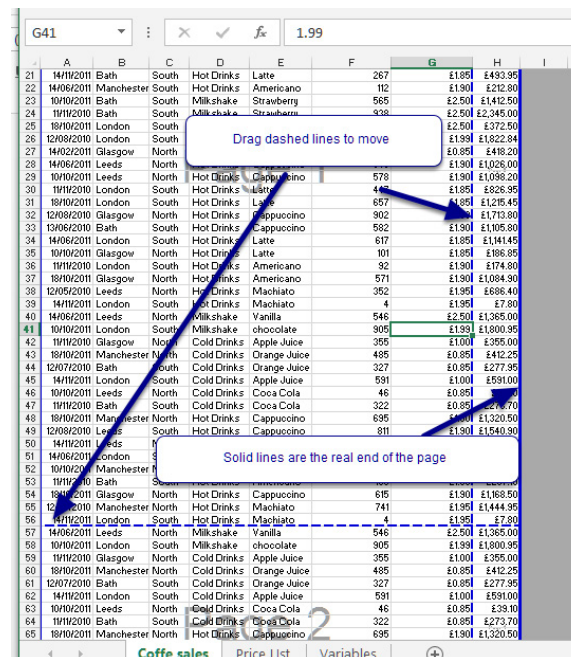 G41 fx 1.99
A B C D E F G H I
21 14/11/2011 Bath South Hot Drinks Latte 267 £1.85 £493.95
22 14/06/2011 Manchester South Hot Drinks Americano 112 £1.90 £212.80
23 10/10/2011 Bath South Milkshake Strawberry 565 £2.50 £1,412.50
24 11/11/2010 Bath South Milkshake Strawberry 938 £2.50 £2,345.00
25 18/10/2011 London South £2.50 £372.50
26 12/08/2010 London South £1.99 £1,822.84
27 14/02/2011 Glasgow North £0.85 £418.20
Drag dashed lines to move
28 14/06/2011 Leeds North £1.90 £1,026.00
29 10/10/2011 Leeds North Hot Drinks Cappuccino 578 £1.90 £1,098.20
Page 1
30 11/11/2010 London South Hot Drinks Latte 447 £1.85 £826.95
31 18/10/2011 London South Hot Drinks Latte 657 £1.85 £1,215.45
32 12/08/2010 Glasgow North Hot Drinks Cappuccino 902 £1,713.80
33 13/06/2010 Bath South Hot Drinks Cappuccino 582 £1.90 £1,105.80
34 14/06/2011 London South Hot Drinks Latte 617 £1.85 £1,141.45
35 10/10/2011 Glasgow North Hot Drinks Latte 101 £1.85 £186.85
36 11/11/2010 London South Hot Drinks Americano 92 £1.90 £174.80
37 18/10/2011 Glasgow North Hot Drinks Americano 571 £1.90 £1,084.90
38 12/05/2010 Leeds North Hot Drinks Machiato 352 £1.95 £686.40
39 14/11/2011 London South Hot Drinks Machiato 4 £1.95 £7.80
40 14/06/2011 London North Milkshake Vanilla 546 £2.50 £1,365.00
41 10/10/2011 London South Milkshake chocolate 905 £1.99 £1,800.95
42 11/11/2010 Glasgow North Cold Drinks Apple Juice 355 £1.00 £355.00
43 18/10/2011 Manchester North Cold Drinks Orange Juice 485 £0.85 £412.25
44 12/07/2010 Bath South Cold Drinks Orange Juice 327 £0.85 £277.95
45 14/11/2011 London South Cold Drinks Apple Juice 591 £1.00 £591.00
46 10/10/2011 Leeds North Cold Drinks Coca Cola 46 £0.85
47 11/11/2010 Bath South Cold Drinks Coca Cola 322 £0.85 £273.70
48 18/10/2011 Manchester North Hot Drinks Cappuccino 695 £1.90 £1,320.50
49 12/08/2010 Leeds South Hot Drinks Cappuccino 811 £1.90 £1,540.90
50 14/11/2011 Leeds
51 14/06/2011 London
Solid lines are the real end of the page
52 10/10/2011 Manchester
53 11/11/2010 Bath
54 18/10/2011 Glasgow North Hot Drinks Cappuccino 615 £1.90 £1,168.50
55 Manchester North Hot Drinks Machiato 741 £1.95 £1,444.95
56 14/11/2011 London South Hot Drinks Machiato 4 £1.95 £7.80
57 14/06/2011 Leeds North Milkshake Vanilla 546 £2.50 £1,365.00
58 10/10/2011 London South Milkshake chocolate 905 £1.99 £1,800.95
59 11/11/2010 Glasgow North Cold Drinks Apple Juice 355 £1.00 £355.00
60 18/10/2011 Manchester North Cold Drinks Orange Juice 485 £0.85 £412.25
61 12/07/2010 Bath South Cold Drinks Orange Juice 327 £0.85 £277.95
62 14/11/2011 London South Cold Drinks Apple Juice 591 £1.00 £591.00
63 10/10/2011 Leeds North Cold Drinks Coca Cola 46 £0.85 £39.10
Page 2
64 11/11/2010 Bath South Cold Drinks Coca Cola 322 £0.85 £273.70
65 18/10/2011 Manchester North Hot Drinks Cappuccino 695 £1.90 £1,320.50
Coffe sales Price List Variables